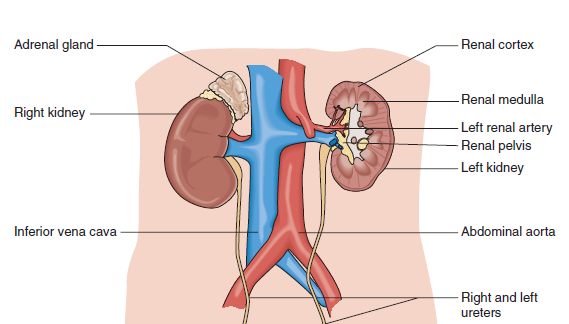 Adrenal gland
Right kidney
Inferior vena cava
Renal cortex
Renal medulla
Left renal artery
Renal pelvis
Left kidney
Abdominal aorta
Right and left
ureters